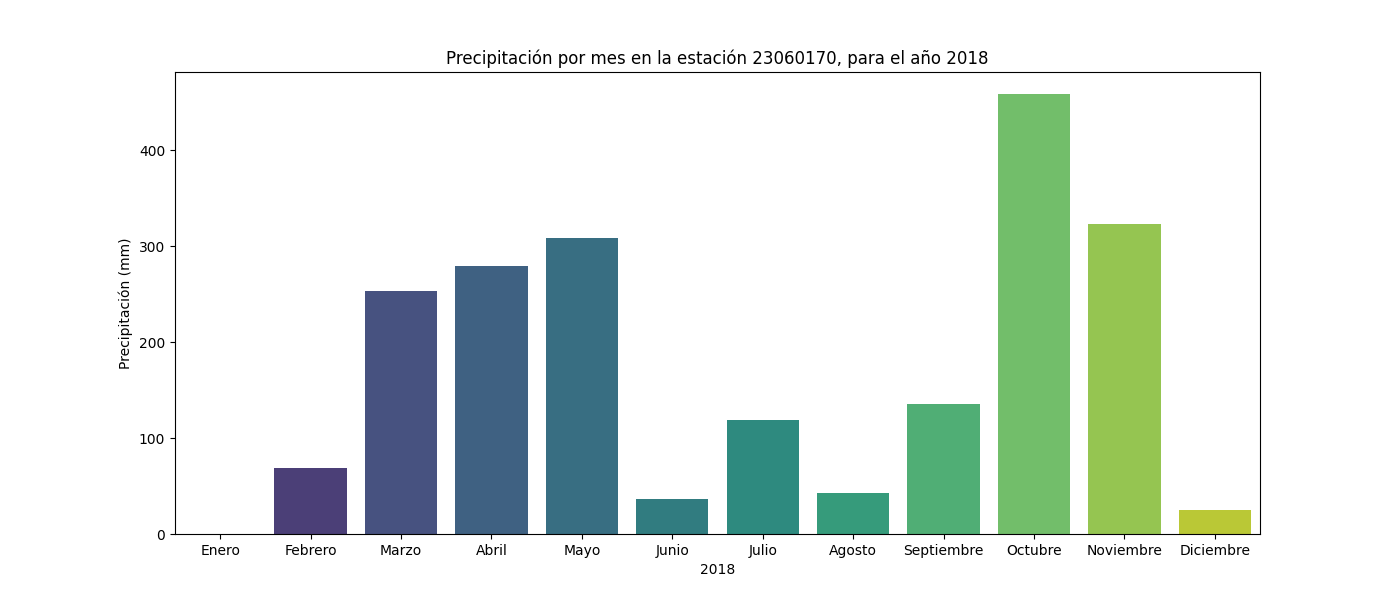 Precipitación por mes en la estación 23060170, para el año 2018
Precipitación (mm)
400
300
200
100
0
Enero Febrero Marzo Abril Mayo Junio Julio Agosto Septiembre Octubre Noviembre Diciembre
2018